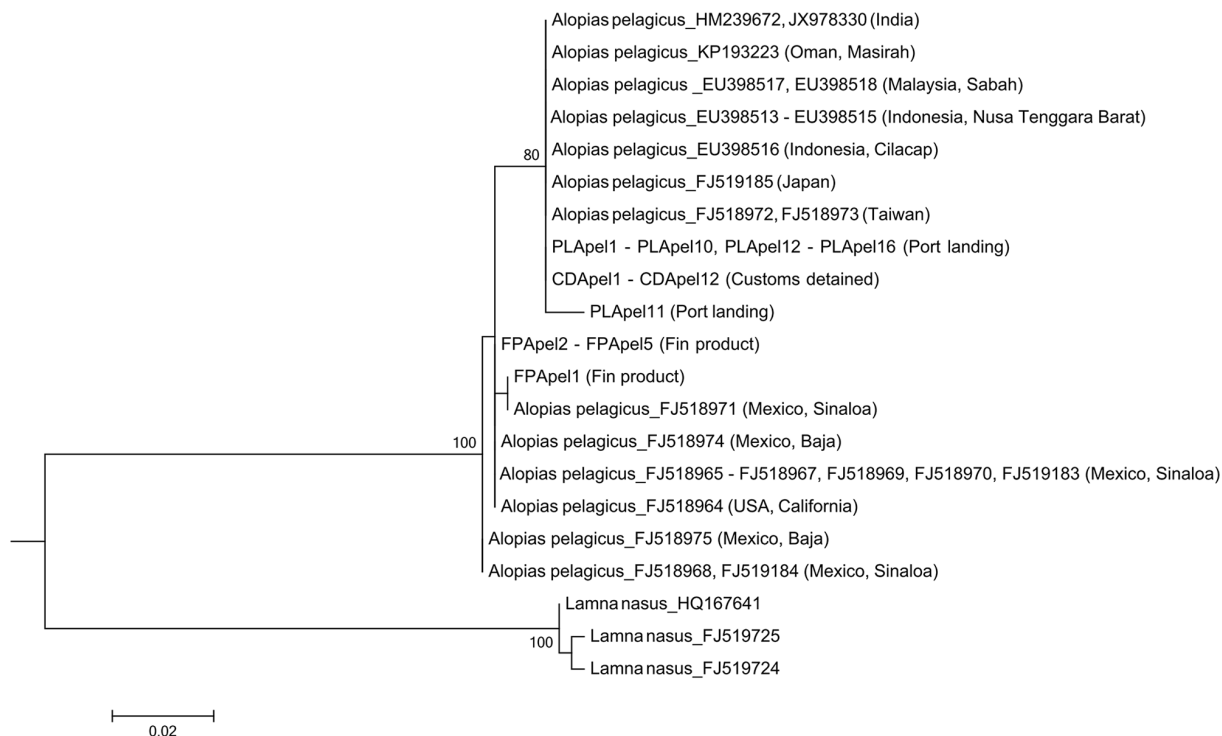 Alopias pelagicus_HM239672, JX978330 (India)
Alopias pelagicus_KP193223 (Oman, Masirah)
Alopias pelagicus _EU398517, EU398518 (Malaysia, Sabah)
Alopias pelagicus_EU398513 - EU398515 (Indonesia, Nusa Tenggara Barat)
80
Alopias pelagicus_EU398516 (Indonesia, Cilacap)
Alopias pelagicus_FJ519185 (Japan)
Alopias pelagicus_FJ518972, FJ518973 (Taiwan)
PLApel1 - PLApel10, PLApel12 - PLApel16 (Port landing)
CDApel1 - CDApel12 (Customs detained)
PLApel11 (Port landing)
FPApel2 - FPApel5 (Fin product)
FPApel1 (Fin product)
Alopias pelagicus_FJ518971 (Mexico, Sinaloa)
100
Alopias pelagicus_FJ518974 (Mexico, Baja)
Alopias pelagicus_FJ518965 - FJ518967, FJ518969, FJ518970, FJ519183 (Mexico, Sinaloa)
Alopias pelagicus_FJ518964 (USA, California)
Alopias pelagicus_FJ518975 (Mexico, Baja)
Alopias pelagicus_FJ518968, FJ519184 (Mexico, Sinaloa)
Lamna nasus_HQ167641
100
Lamna nasus_FJ519725
Lamna nasus_FJ519724
0.02